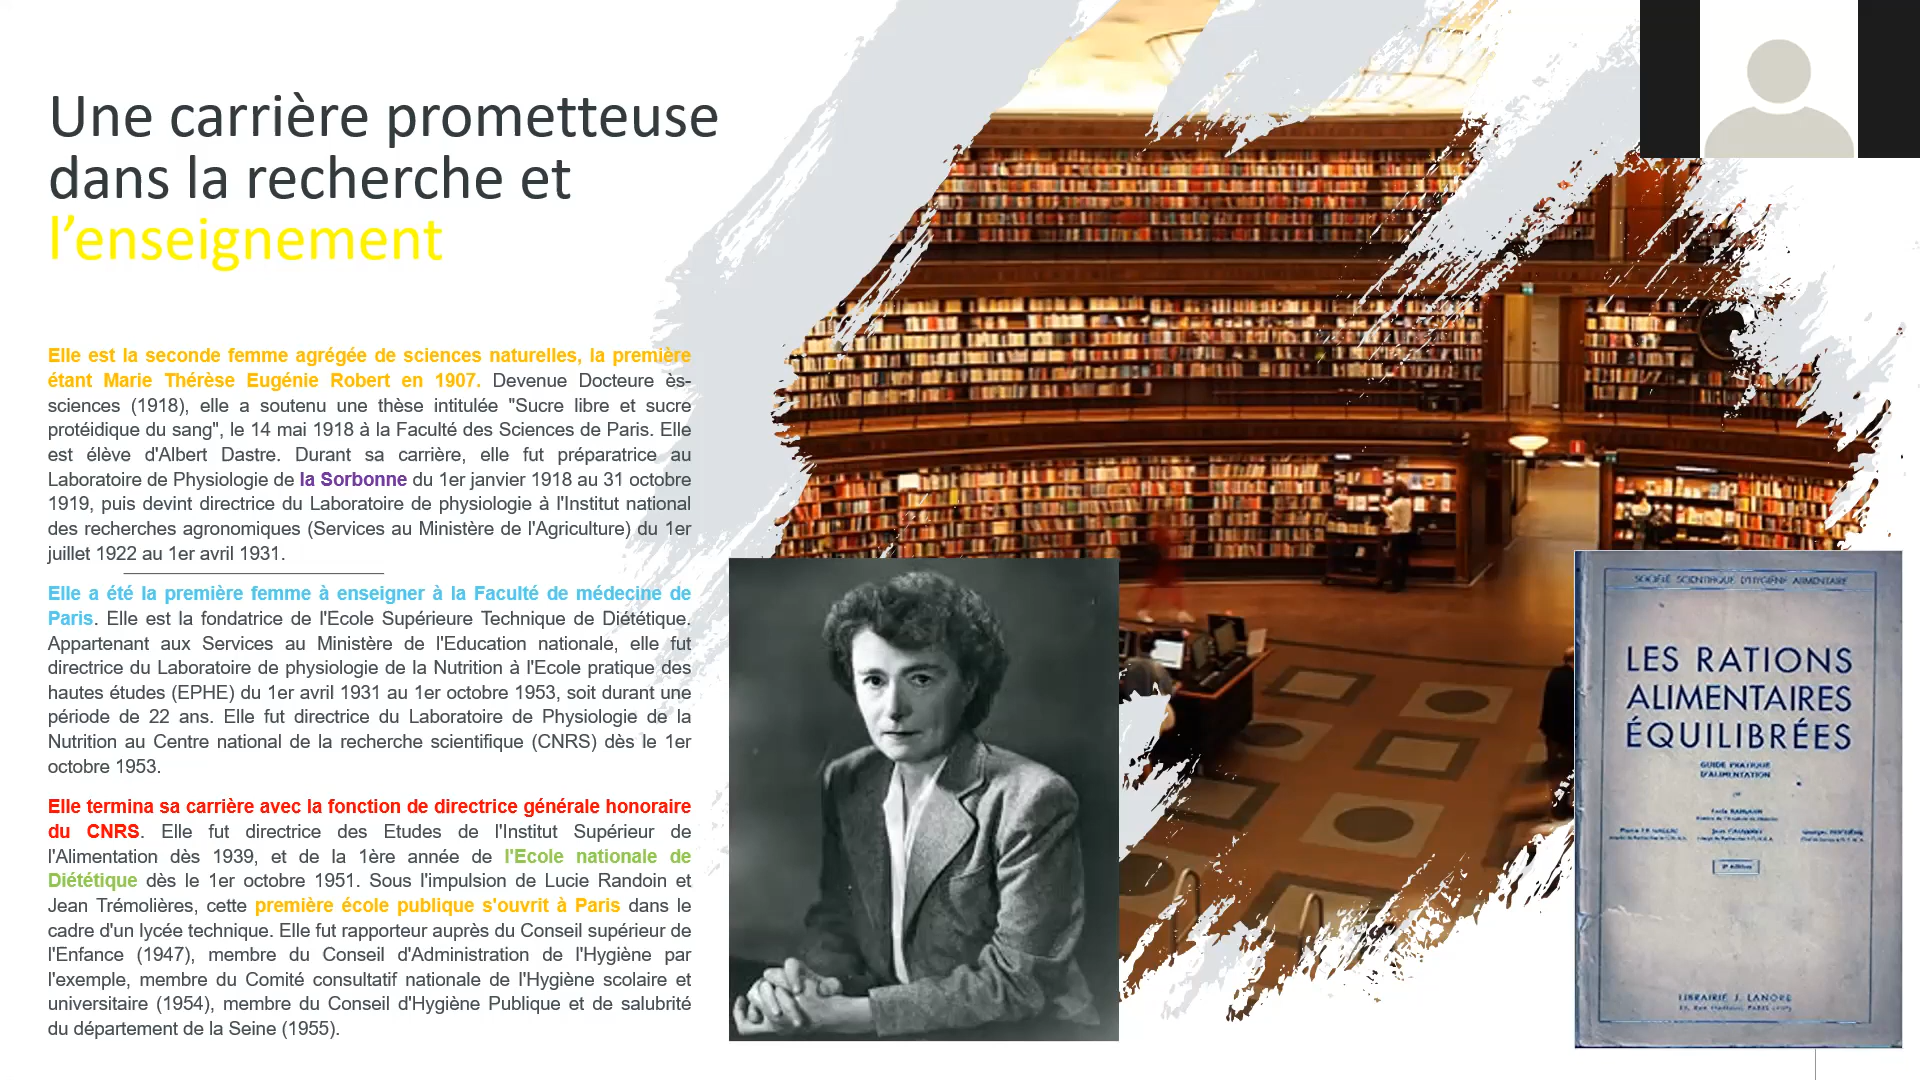 Une carrière prometteuse
dans la recherche et
l’enseignement
Elle est la seconde femme agrégée de sciences naturelles, la première
étant Marie Thérèse Eugénie Robert en 1907. Devenue Docteure ès-
sciences (1918), elle a soutenu une thèse intitulée "Sucre libre et sucre
protéidique du sang", le 14 mai 1918 à la Faculté des Sciences de Paris. Elle
est élève d'Albert Dastre. Durant sa carrière, elle fut préparatrice au
Laboratoire de Physiologie de la Sorbonne du 1er janvier 1918 au 31 octobre
1919, puis devint directrice du Laboratoire de physiologie à l'Institut national
des recherches agronomiques (Services au Ministère de l'Agriculture) du 1er
juillet 1922 au 1er avril 1931.
Elle a été la première femme à enseigner à la Faculté de médecine de
Paris. Elle est la fondatrice de l'Ecole Supérieure Technique de Diététique.
Appartenant aux Services au Ministère de l'Education nationale, elle fut
directrice du Laboratoire de physiologie de la Nutrition à l'Ecole pratique des
hautes études (EPHE) du 1er avril 1931 au 1er octobre 1953, soit durant une
période de 22 ans. Elle fut directrice du Laboratoire de Physiologie de la
Nutrition au Centre national de la recherche scientifique (CNRS) dès le 1er
octobre 1953.
Elle termina sa carrière avec la fonction de directrice générale honoraire
du CNRS. Elle fut directrice des Etudes de l'Institut Supérieur de
l'Alimentation dès 1939, et de la 1ère année de l'Ecole nationale de
Diététique dès le 1er octobre 1951. Sous l'impulsion de Lucie Randoin et
Jean Trémolières, cette première école publique s'ouvrit à Paris dans le
cadre d'un lycée technique. Elle fut rapporteur auprès du Conseil supérieur de
l'Enfance (1947), membre du Conseil d'Administration de l'Hygiène par
l'exemple, membre du Comité consultatif nationale de l'Hygiène scolaire et
universitaire (1954), membre du Conseil d'Hygiène Publique et de salubrité
du département de la Seine (1955).
SOCIÉTÉ SCIENTIFIQUE D'HYGIÈNE ALIMENTAIRE
LES RATIONS
ALIMENTAIRES
ÉQUILIBRÉES
GUIDE PRATIQUE
D'ALIMENTATION
LIBRAIRIE J. LANORE